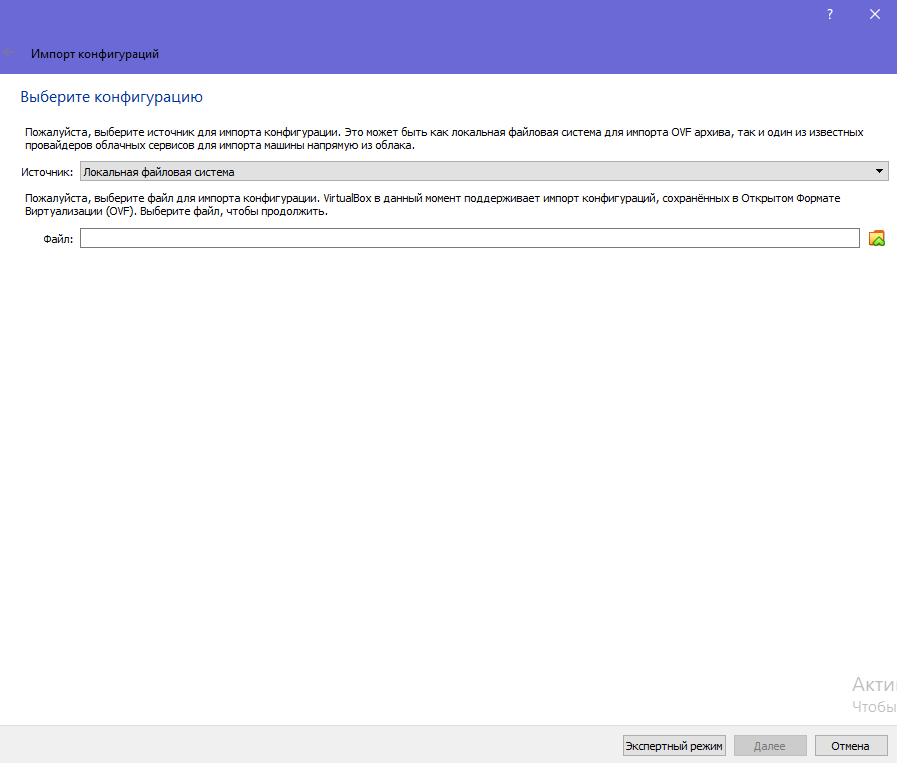 ?
Импорт конфигураций
Выберите конфигурацию
Пожалуйста, выберите источник для импорта конфигурации. Это может быть как локальная файловая система для импорта OVF архива, так и один из известных
провайдеров облачных сервисов для импорта машины напрямую из облака.
Источник: Локальная файловая система
Пожалуйста, выберите файл для импорта конфигурации. VirtualBox в данный момент поддерживает импорт конфигураций, сохранённых в Открытом Формате
Виртуализации (OVF). Выберите файл, чтобы продолжить.
Файл:
Акти
Чтобы
Экспертный режим Далее Отмена